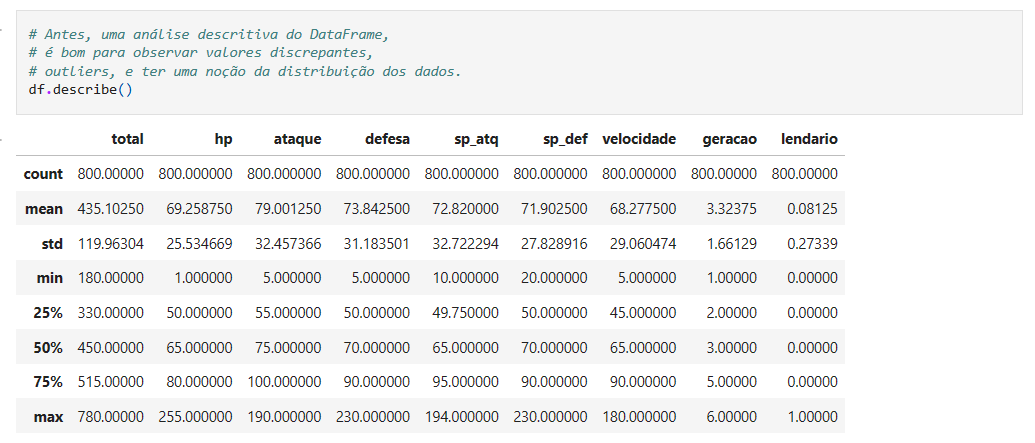 # Antes, uma análise descritiva do DataFrame,
# é bom para observar valores discrepantes,
# outliers, e ter uma noção da distribuição dos dados.
df.describe()
total hp ataque defesa sp_atq sp_def velocidade geracao lendario
count 800.00000 800.000000 800.000000 800.000000 800.000000 800.000000 800.000000 800.00000 800.00000
mean 435.10250 69.258750 79.001250 73.842500 72.820000 71.902500 68.277500 3.32375 0.08125
std 119.96304 25.534669 32.457366 31.183501 32.722294 27.828916 29.060474 1.66129 0.27339
min 180.00000 1.000000 5.000000 5.000000 10.000000 20.000000 5.000000 1.00000 0.00000
25% 330.00000 50.000000 55.000000 50.000000 49.750000 50.000000 45.000000 2.00000 0.00000
50% 450.00000 65.000000 75.000000 70.000000 65.000000 70.000000 65.000000 3.00000 0.00000
75% 515.00000 80.000000 100.000000 90.000000 95.000000 90.000000 90.000000 5.00000 0.00000
max 780.00000 255.000000 190.000000 230.000000 194.000000 230.000000 180.000000 6.00000 1.00000